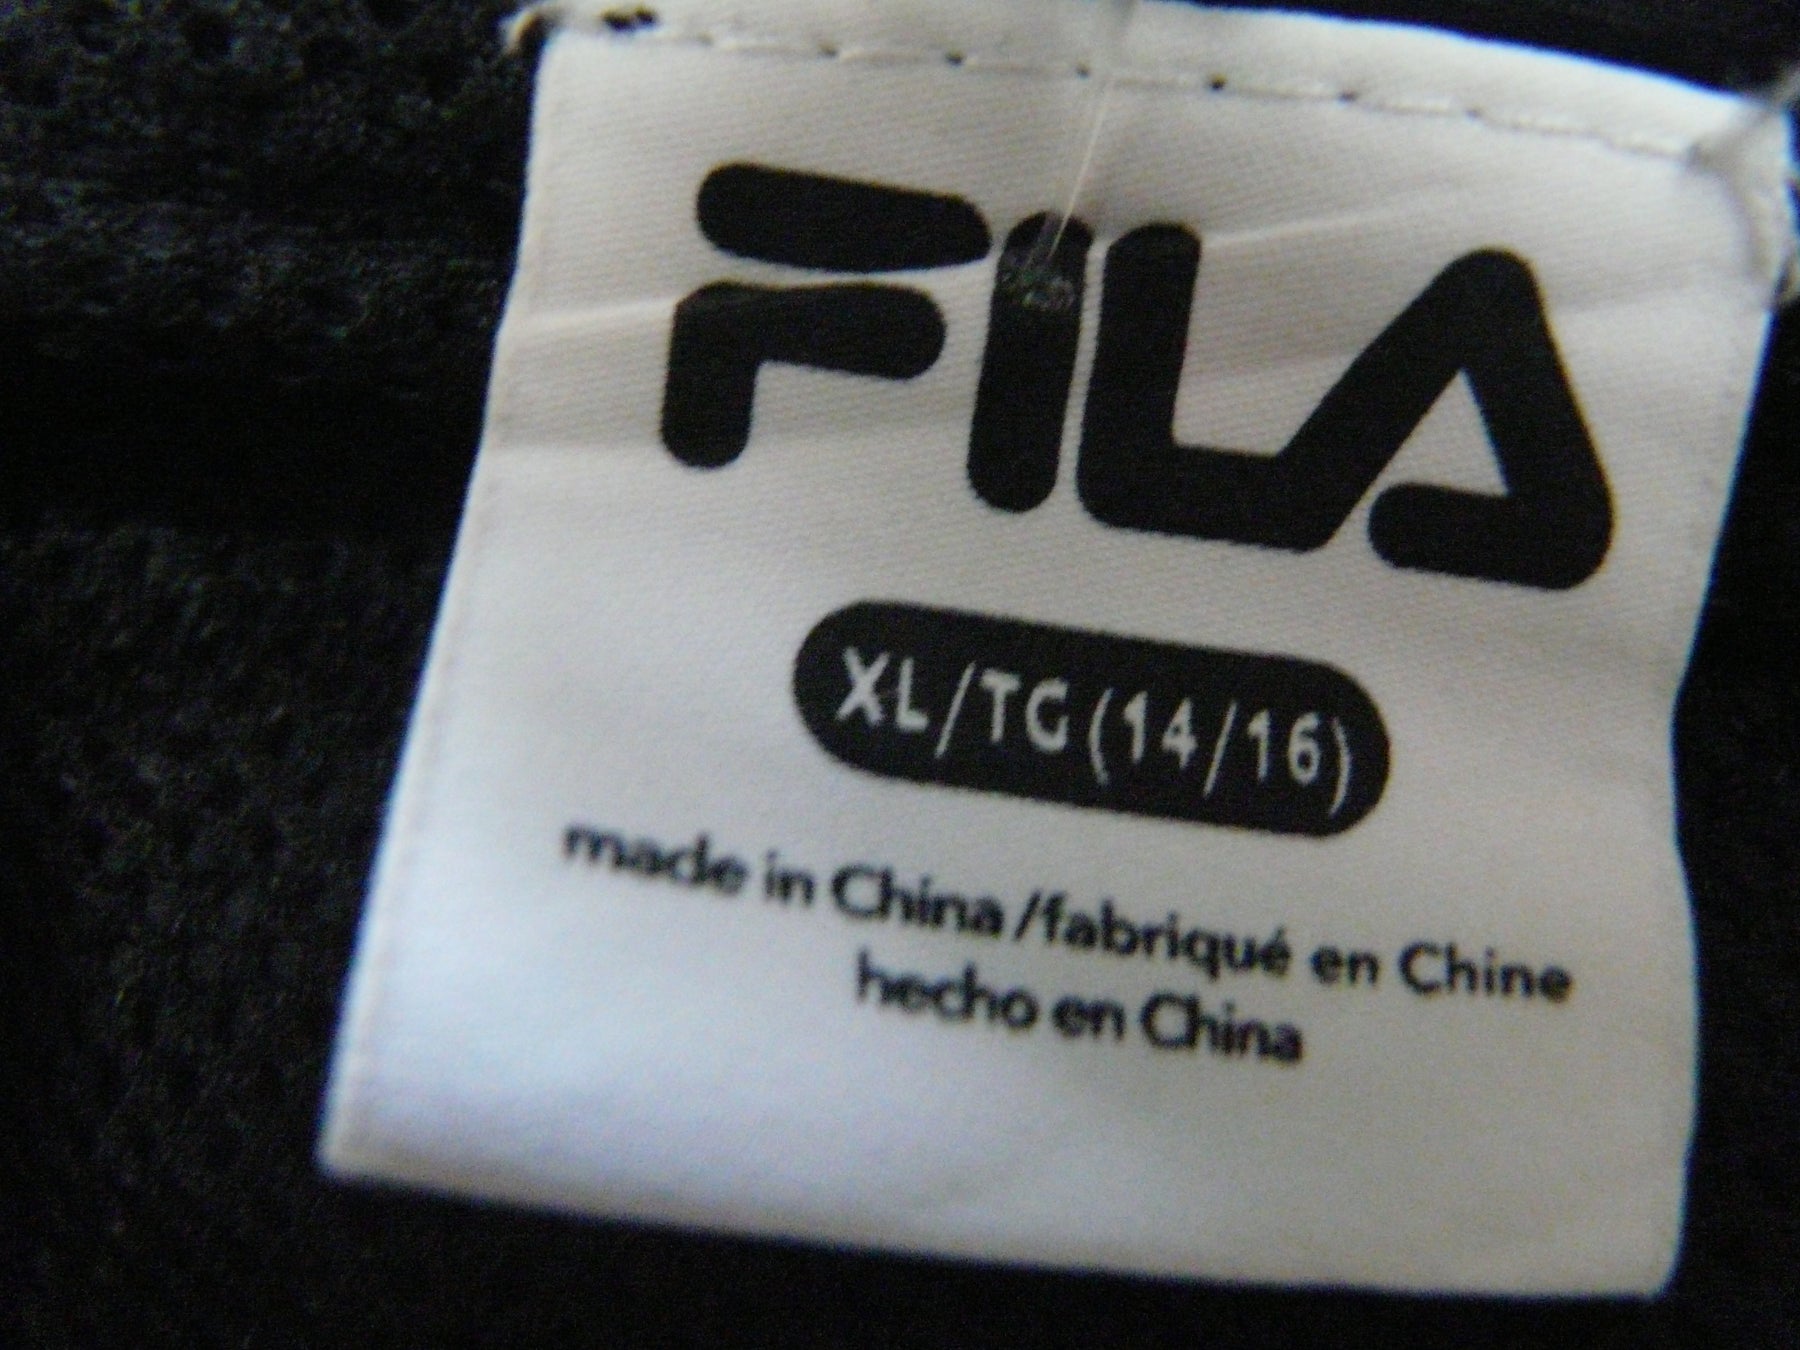 FILA
XL/TG(14/16)
made in China/fabriqué en Chine
hecho en China